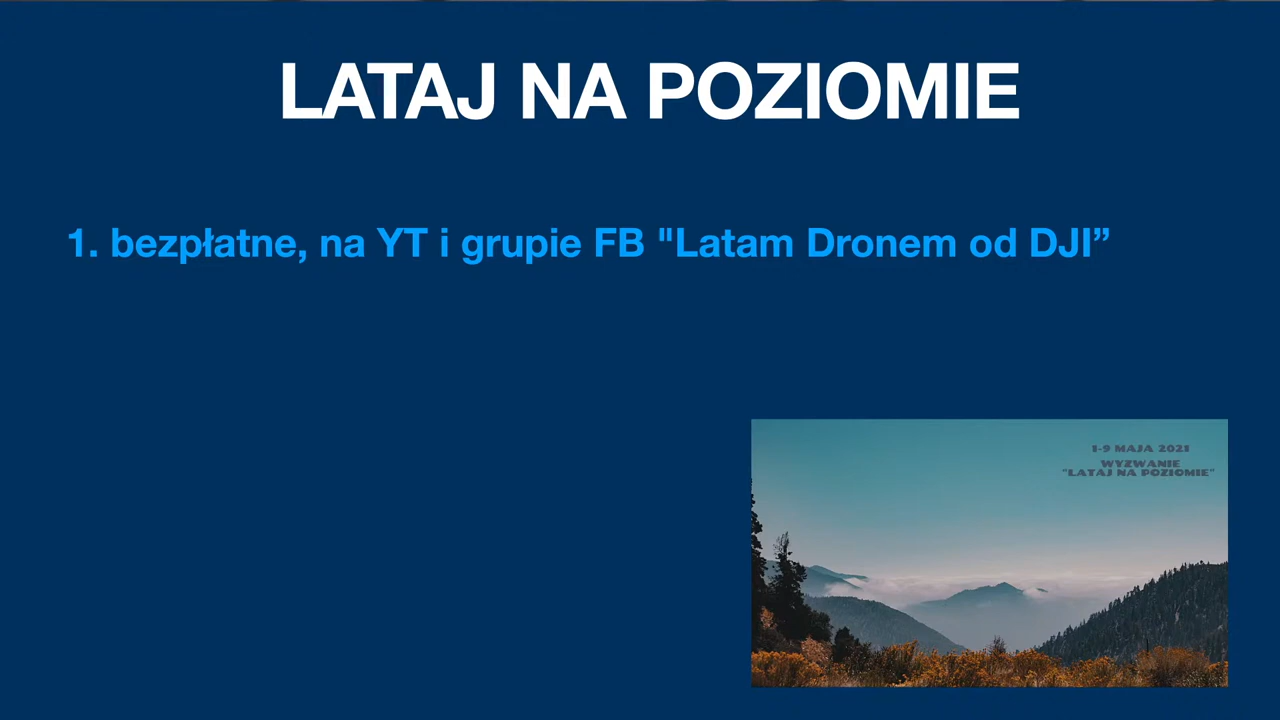 LATAJ NA POZIOMIE
1. bezpłatne, na YT i grupie FB "Latam Dronem od DJI”
1-9 MAJA 2021
WYZWANIE
"LATAJ NA POZIOMIE"